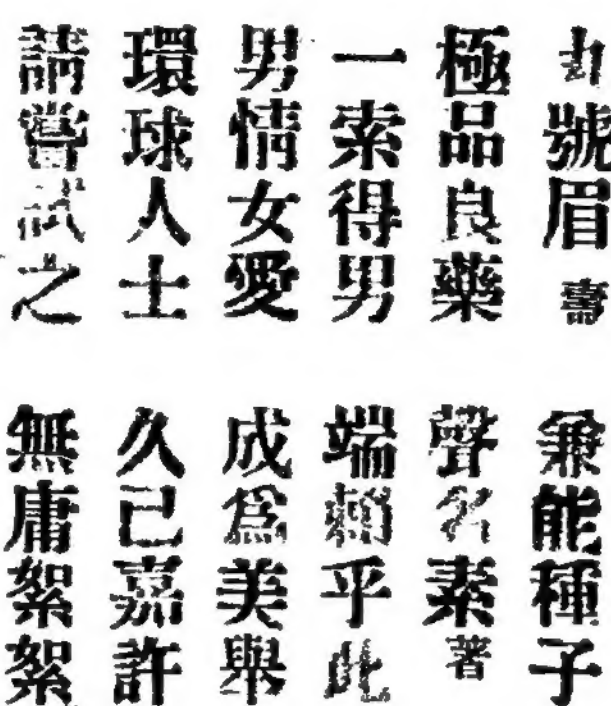 號眉壽
兼能種子
極品良藥
聲名素著
一索得男
端賴乎此
男情女愛
成爲美舉
環球人士
久己嘉許
請嘗試之
無庸絮絮